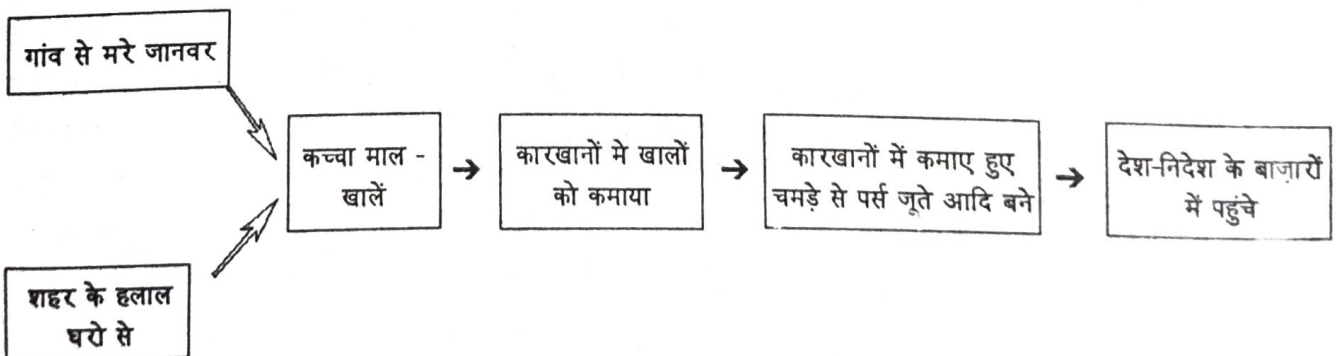 गांव से मरे जानवर
कच्चा माल -
खालें
कारखानों मे खालों
को कमाया
कारखानों में कमाए हुए
चमड़े से पर्स जूते आदि बने
देश-निदेश के बाज़ारों
में पहुंचे
शहर के हलाल
घरो से